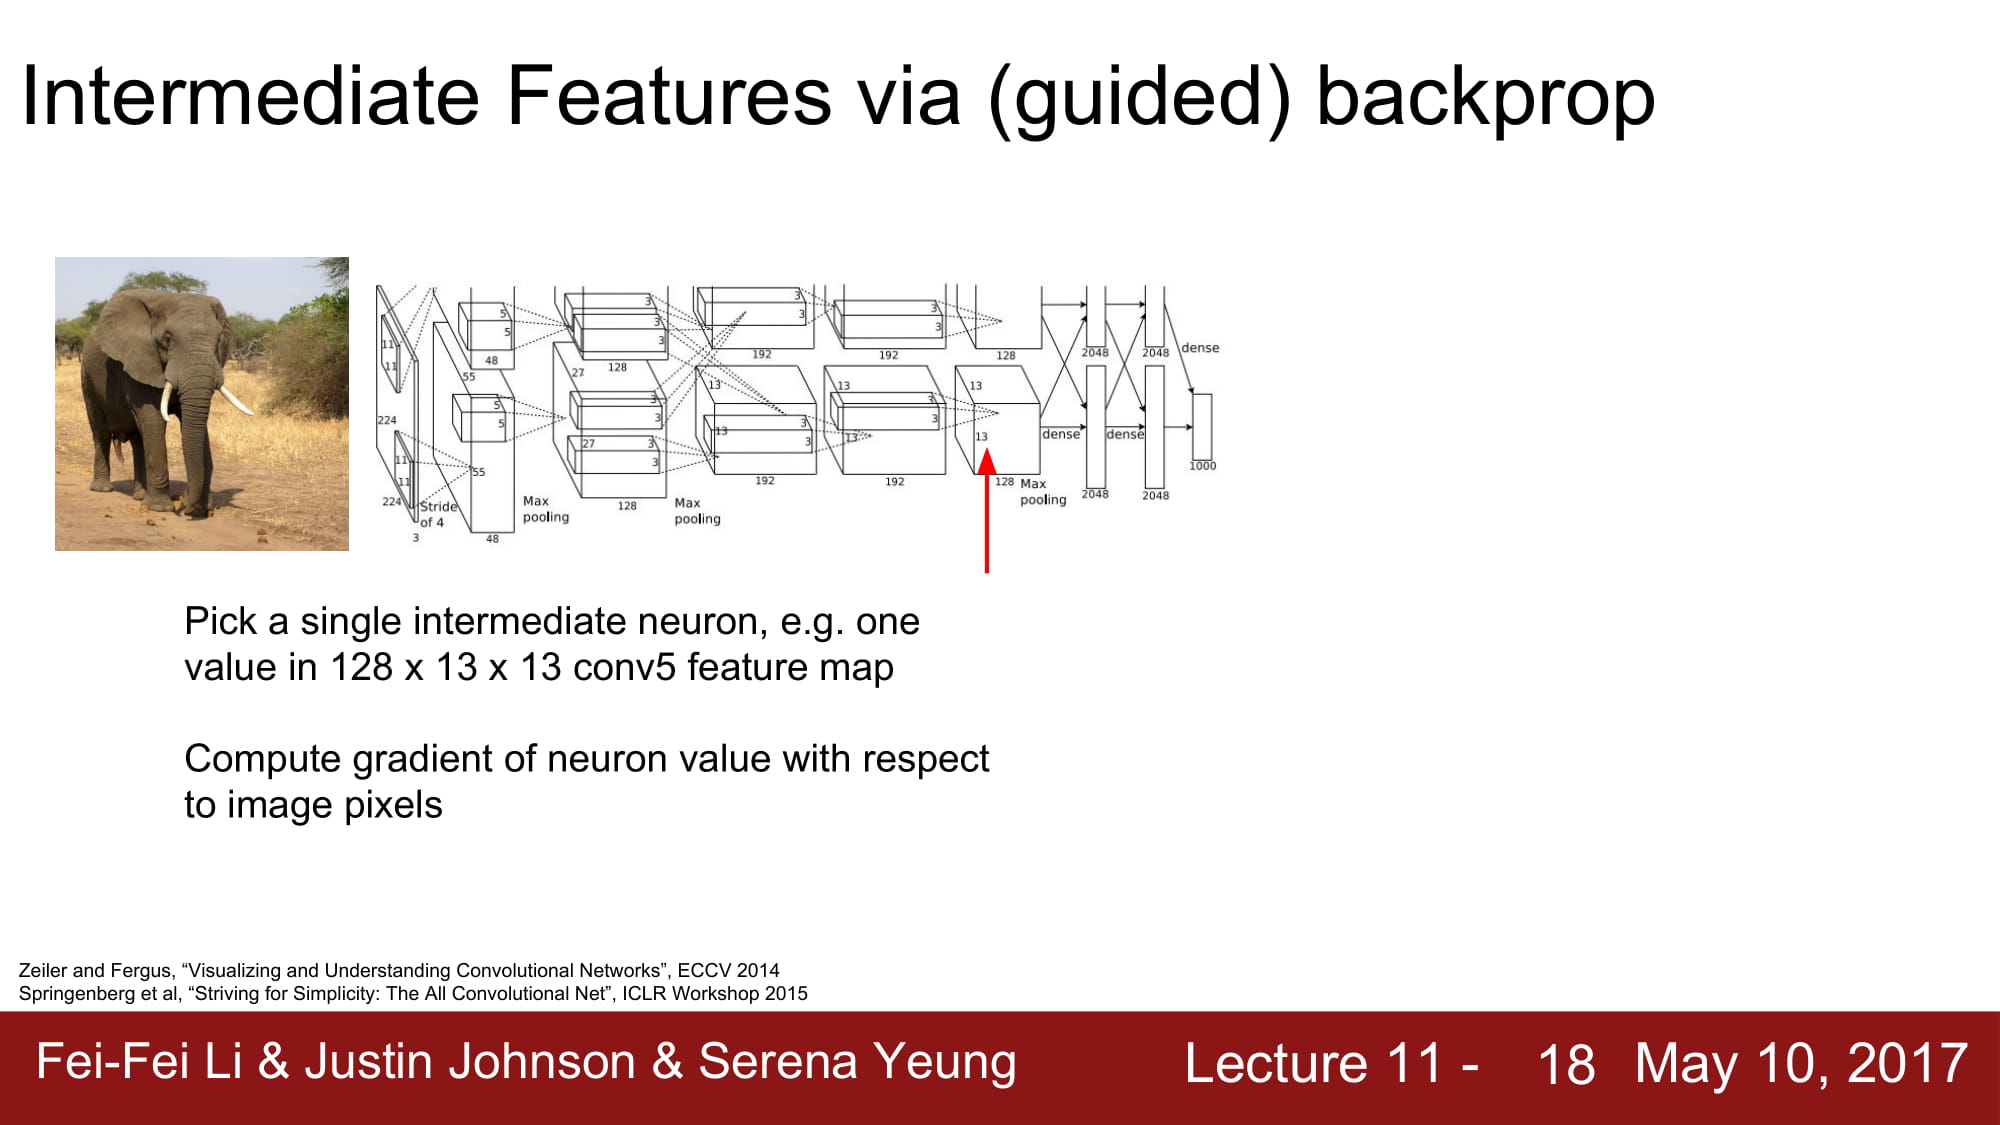 Intermediate Features via (guided) backprop
11
11
224
11
11
224
3
Stride
of 4
5
5
48
55
5
5
55
48
Max
pooling
3
3
3
128
27
3
3
27
3
3
128
Max
pooling
3
3
192
13
3
3
13
192
3
3
192
13
3
3
13
192
128
13
13
128
Max
pooling
2048
2048
dense
dense
dense
2048
2048
1000
Pick a single intermediate neuron, e.g. one
value in 128 x 13 x 13 conv5 feature map
Compute gradient of neuron value with respect
to image pixels
Zeiler and Fergus, “Visualizing and Understanding Convolutional Networks”, ECCV 2014
Springenberg et al, “Striving for Simplicity: The All Convolutional Net”, ICLR Workshop 2015
Fei-Fei Li & Justin Johnson & Serena Yeung
Lecture 11 - 18 May 10, 2017